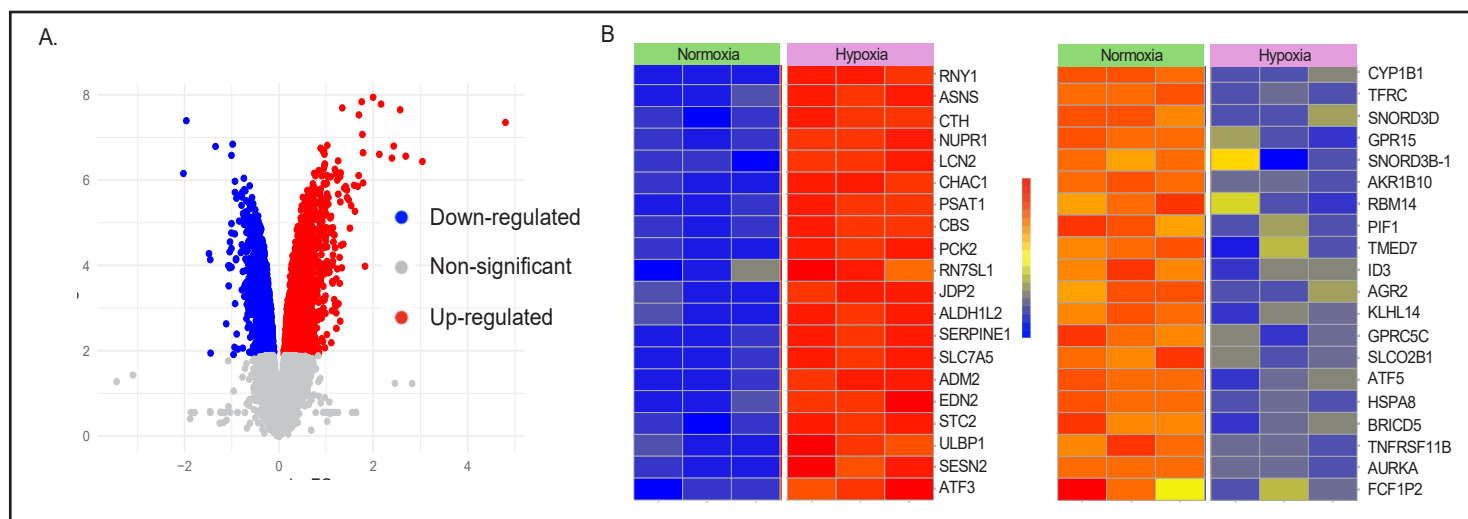 A.
8
6
4
2
0
−2 0 2 4
Down-regulated
Non-significant
Up-regulated
B
Normoxia Hypoxia
RNY1
ASNS
CTH
NUPR1
LCN2
CHAC1
PSAT1
CBS
PCK2
RN7SL1
JDP2
ALDH1L2
SERPINE1
SLC7A5
ADM2
EDN2
STC2
ULBP1
SESN2
ATF3
Normoxia Hypoxia
CYP1B1
TFRC
SNORD3D
GPR15
SNORD3B-1
AKR1B10
RBM14
PIF1
TMED7
ID3
AGR2
KLHL14
GPRC5C
SLCO2B1
ATF5
HSPA8
BRICD5
TNFRSF11B
AURKA
FCF1P2